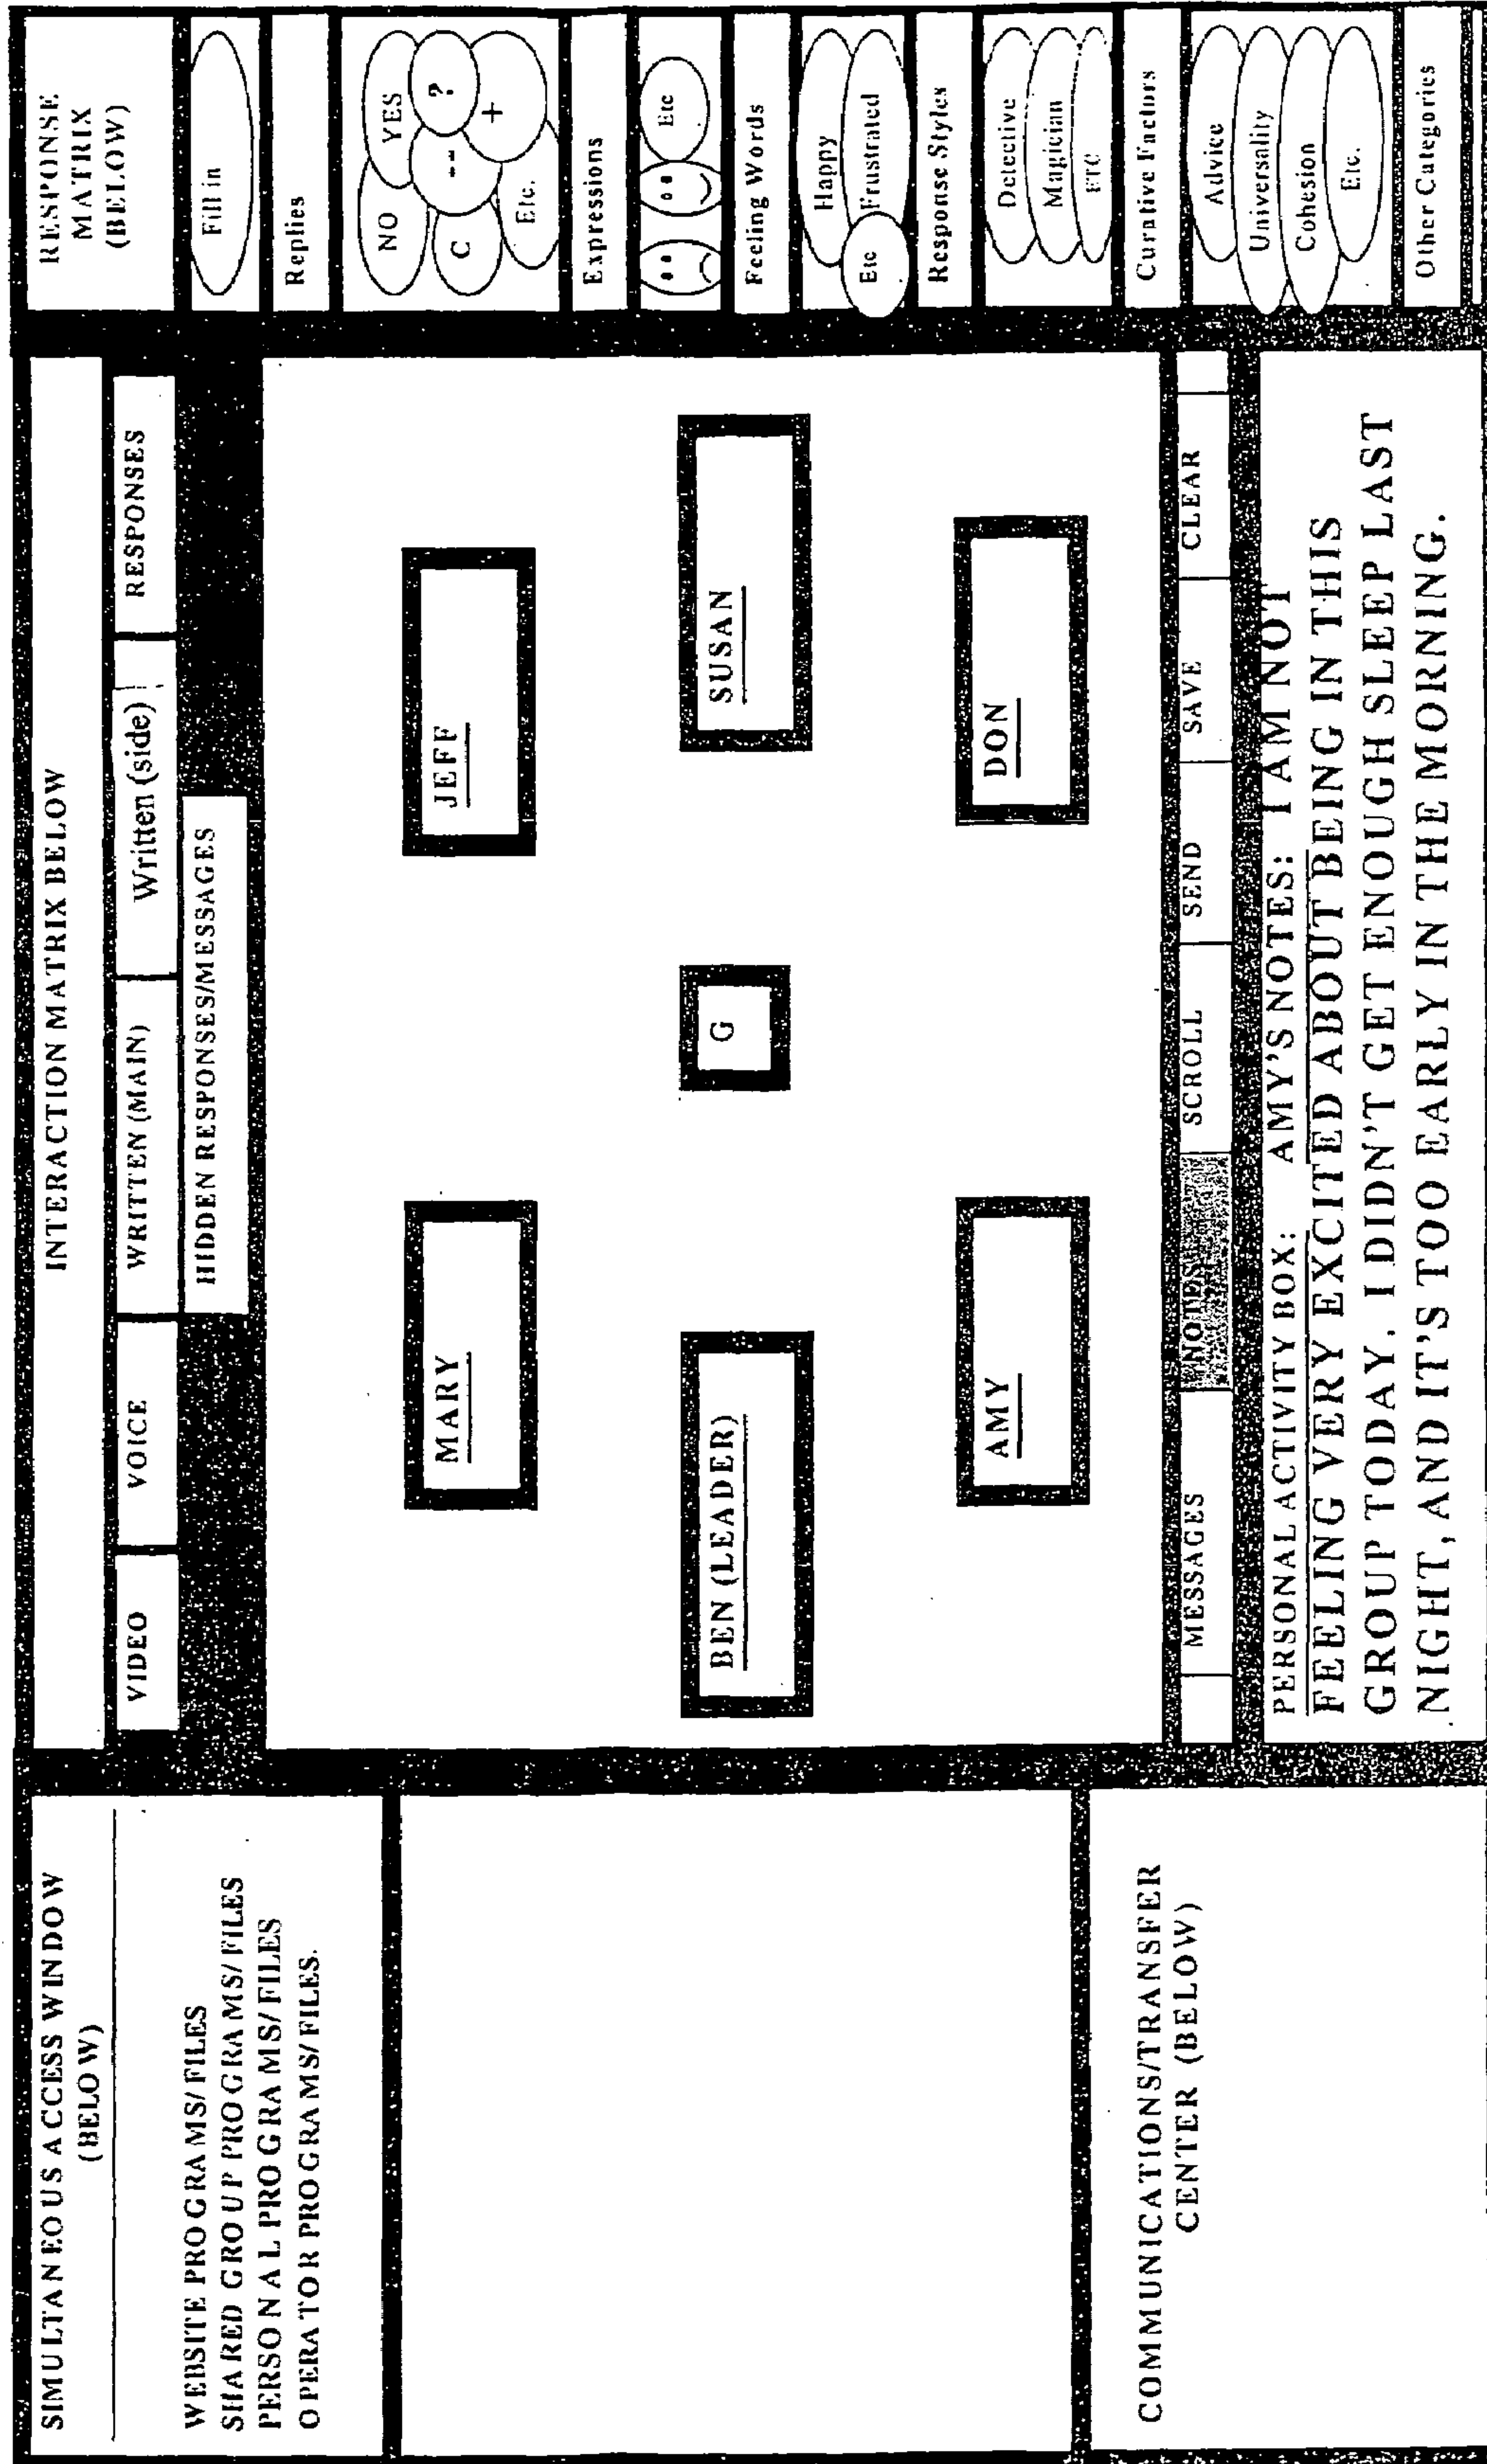 SIMULTANEOUS ACCESS WINDOW
(BELOW)
WEBSITE PROGRAMS/FILES
SHARED GROUP PROGRAMS/FILES
PERSONAL PROGRAMS/FILES
OPERATOR PROGRAMS/FILES.
COMMUNICATIONS/TRANSFER
CENTER (BELOW)
INTERACTION MATRIX BELOW
VIDEO
VOICE
WRITTEN (MAIN)
Written (side)
RESPONSES
HIDDEN RESPONSES/MESSAGES
MARY
JEFF
BEN (LEADER)
G
SUSAN
AMY
DON
MESSAGES
NOTES
SCROLL
SEND
SAVE
CLEAR
PERSONAL ACTIVITY BOX: AMY'S NOTES: I AM NOT
FEELING VERY EXCITED ABOUT BEING IN THIS
GROUP TODAY. I DIDN'T GET ENOUGH SLEEP LAST
NIGHT, AND IT'S TOO EARLY IN THE MORNING.
RESPONSE
MATRIX
(BELOW)
Fill in
Replies
NO
YES
?
--
C
+
Etc.
Expressions
Etc
Feeling Words
Happy
Frustrated
Etc
Response Styles
Detective
Magician
ETC
Curative Factors
Advice
Universality
Cohesion
Etc.
Other Categories